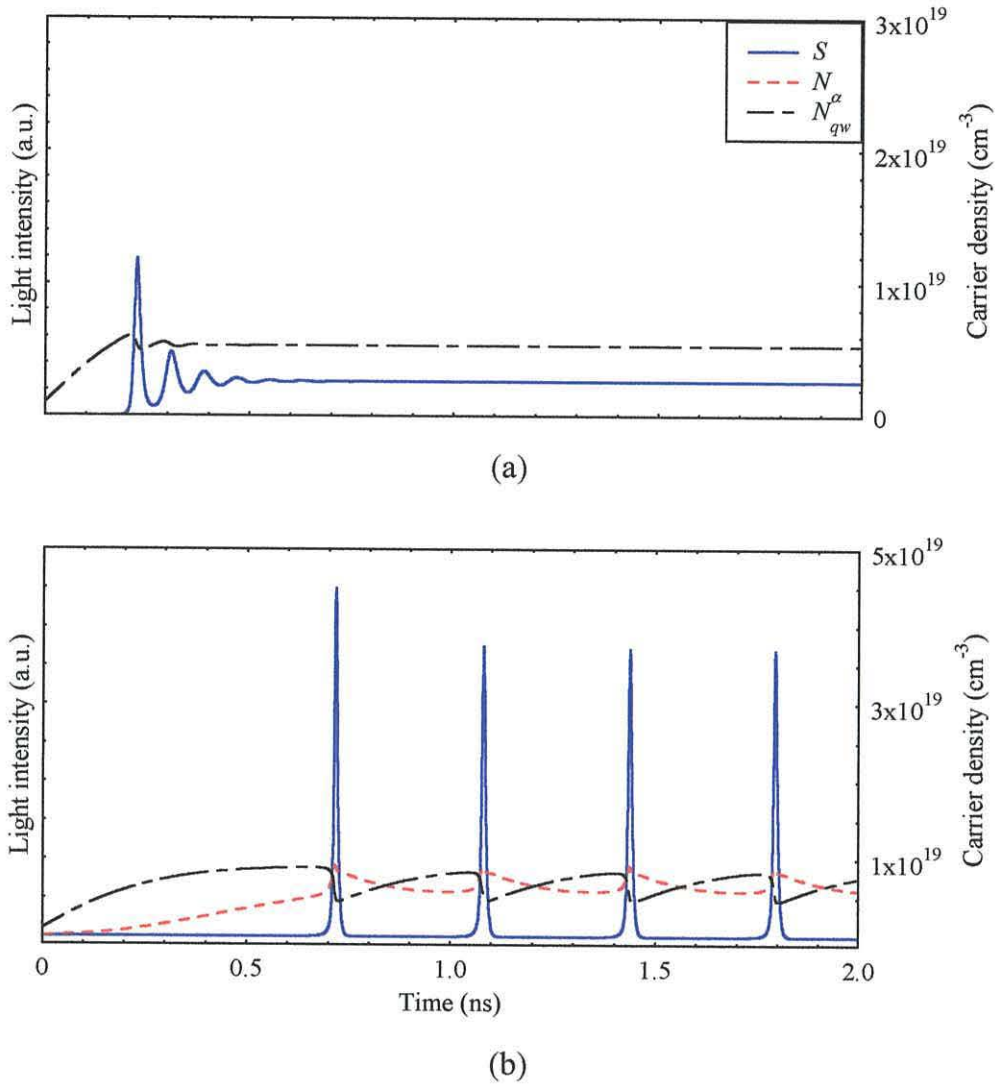 3x10^19
S
N
N^α_qw
2x10^19
1x10^19
0
Light intensity (a.u.)
Carrier density (cm^-3)
(a)
5x10^19
3x10^19
1x10^19
Light intensity (a.u.)
Carrier density (cm^-3)
0 0.5 1.0 1.5 2.0
Time (ns)
(b)